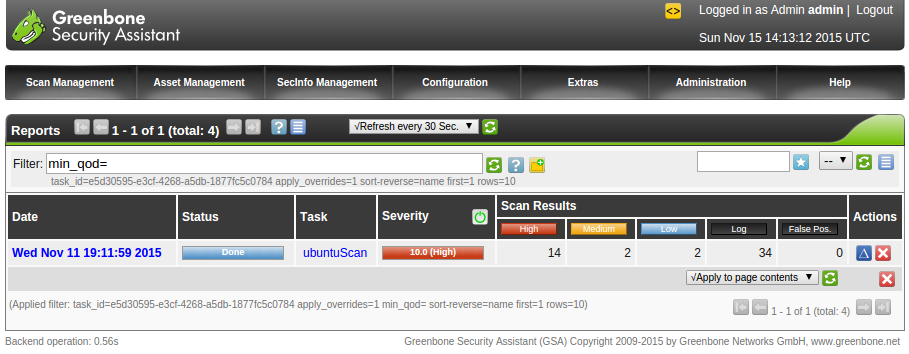 Greenbone
Security Assistant
<> Logged in as Admin admin | Logout
Sun Nov 15 14:13:12 2015 UTC
Scan Management Asset Management SecInfo Management Configuration Extras Administration Help
Reports 1 - 1 of 1 (total: 4) ? √Refresh every 30 Sec.
Filter: min_qod= ? --
task_id=e5d30595-e3cf-4268-a5db-1877fc5c0784 apply_overrides=1 sort-reverse=name first=1 rows=10
Date Status Task Severity Scan Results Actions
High Medium Low Log False Pos.
Wed Nov 11 19:11:59 2015 Done ubuntuScan 10.0 (High) 14 2 2 34 0 Δ
√Apply to page contents
(Applied filter: task_id=e5d30595-e3cf-4268-a5db-1877fc5c0784 apply_overrides=1 min_qod= sort-reverse=name first=1 rows=10)
1 - 1 of 1 (total: 4)
Backend operation: 0.56s Greenbone Security Assistant (GSA) Copyright 2009-2015 by Greenbone Networks GmbH, www.greenbone.net